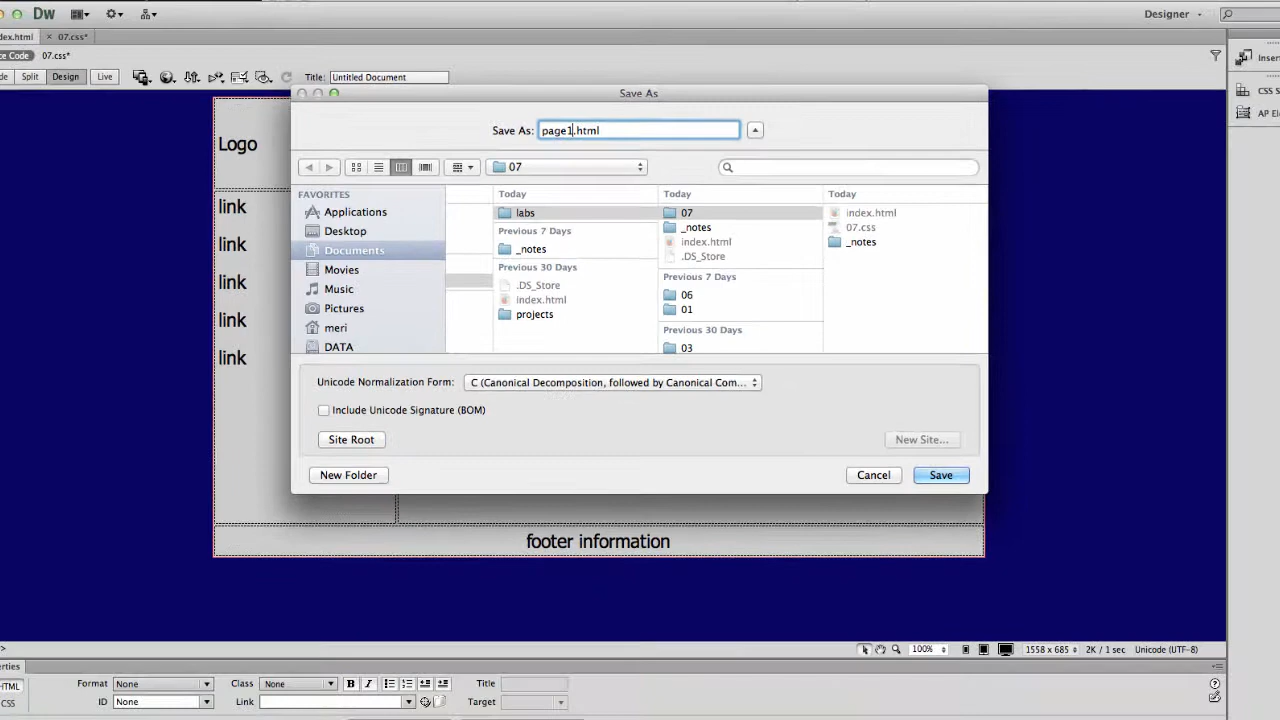 Dw
Designer
dex.html × 07.css*
ce Code 07.css*
de Split Design Live Title: Untitled Document
Insert
CSS S
AP El
Save As
Save As: page1.html
07
FAVORITES
Applications
Desktop
Documents
Movies
Music
Pictures
meri
DATA
Today
labs
Previous 7 Days
_notes
Previous 30 Days
.DS_Store
index.html
projects
Today
07
_notes
index.html
.DS_Store
Previous 7 Days
06
01
Previous 30 Days
03
Today
index.html
07.css
_notes
Unicode Normalization Form: C (Canonical Decomposition, followed by Canonical Com...
Include Unicode Signature (BOM)
Site Root New Site...
New Folder Cancel Save
Logo
link
link
link
link
link
footer information
100% 1558 x 685 2K / 1 sec Unicode (UTF-8)
erties
HTML Format None Class None B I Title
CSS ID None Link Target